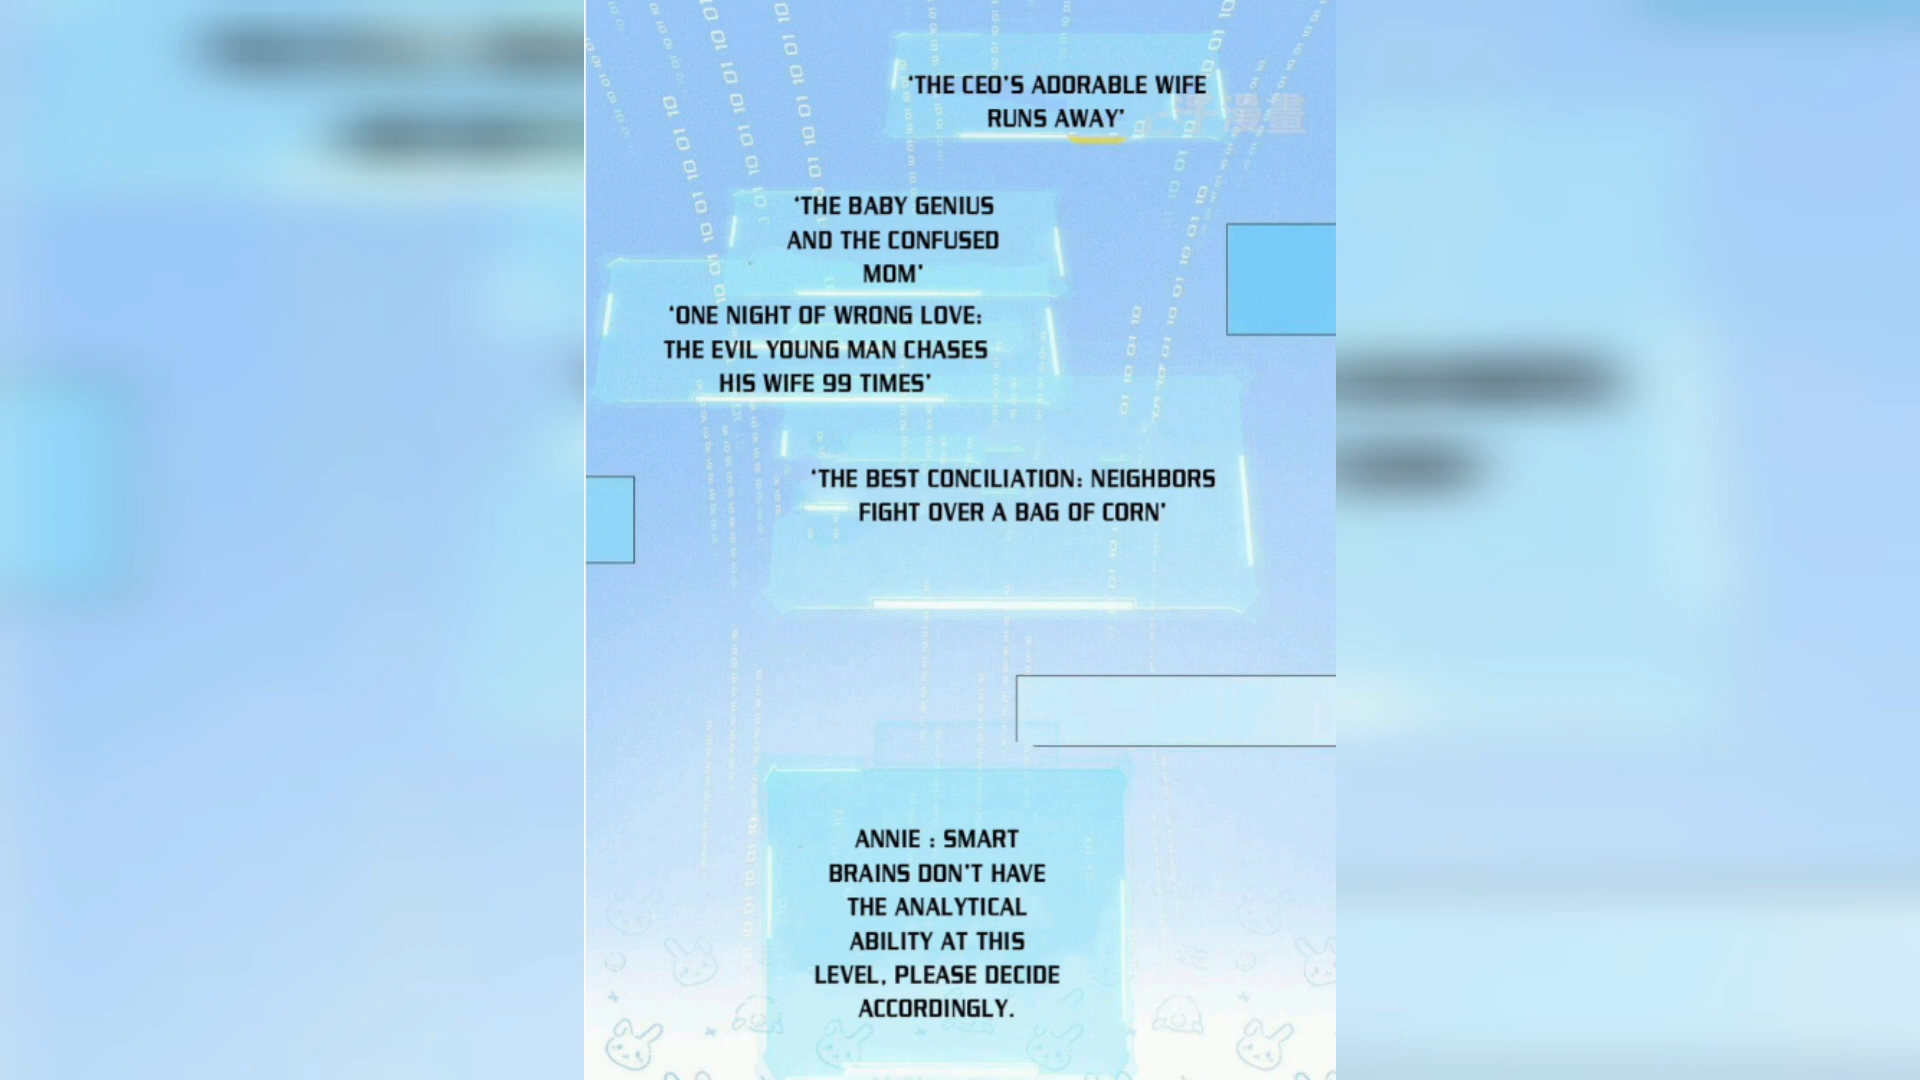 ‘THE CEO’S ADORABLE WIFE
RUNS AWAY’
‘THE BABY GENIUS
AND THE CONFUSED
MOM’
‘ONE NIGHT OF WRONG LOVE:
THE EVIL YOUNG MAN CHASES
HIS WIFE 99 TIMES’
‘THE BEST CONCILIATION: NEIGHBORS
FIGHT OVER A BAG OF CORN’
ANNIE : SMART
BRAINS DON’T HAVE
THE ANALYTICAL
ABILITY AT THIS
LEVEL, PLEASE DECIDE
ACCORDINGLY.